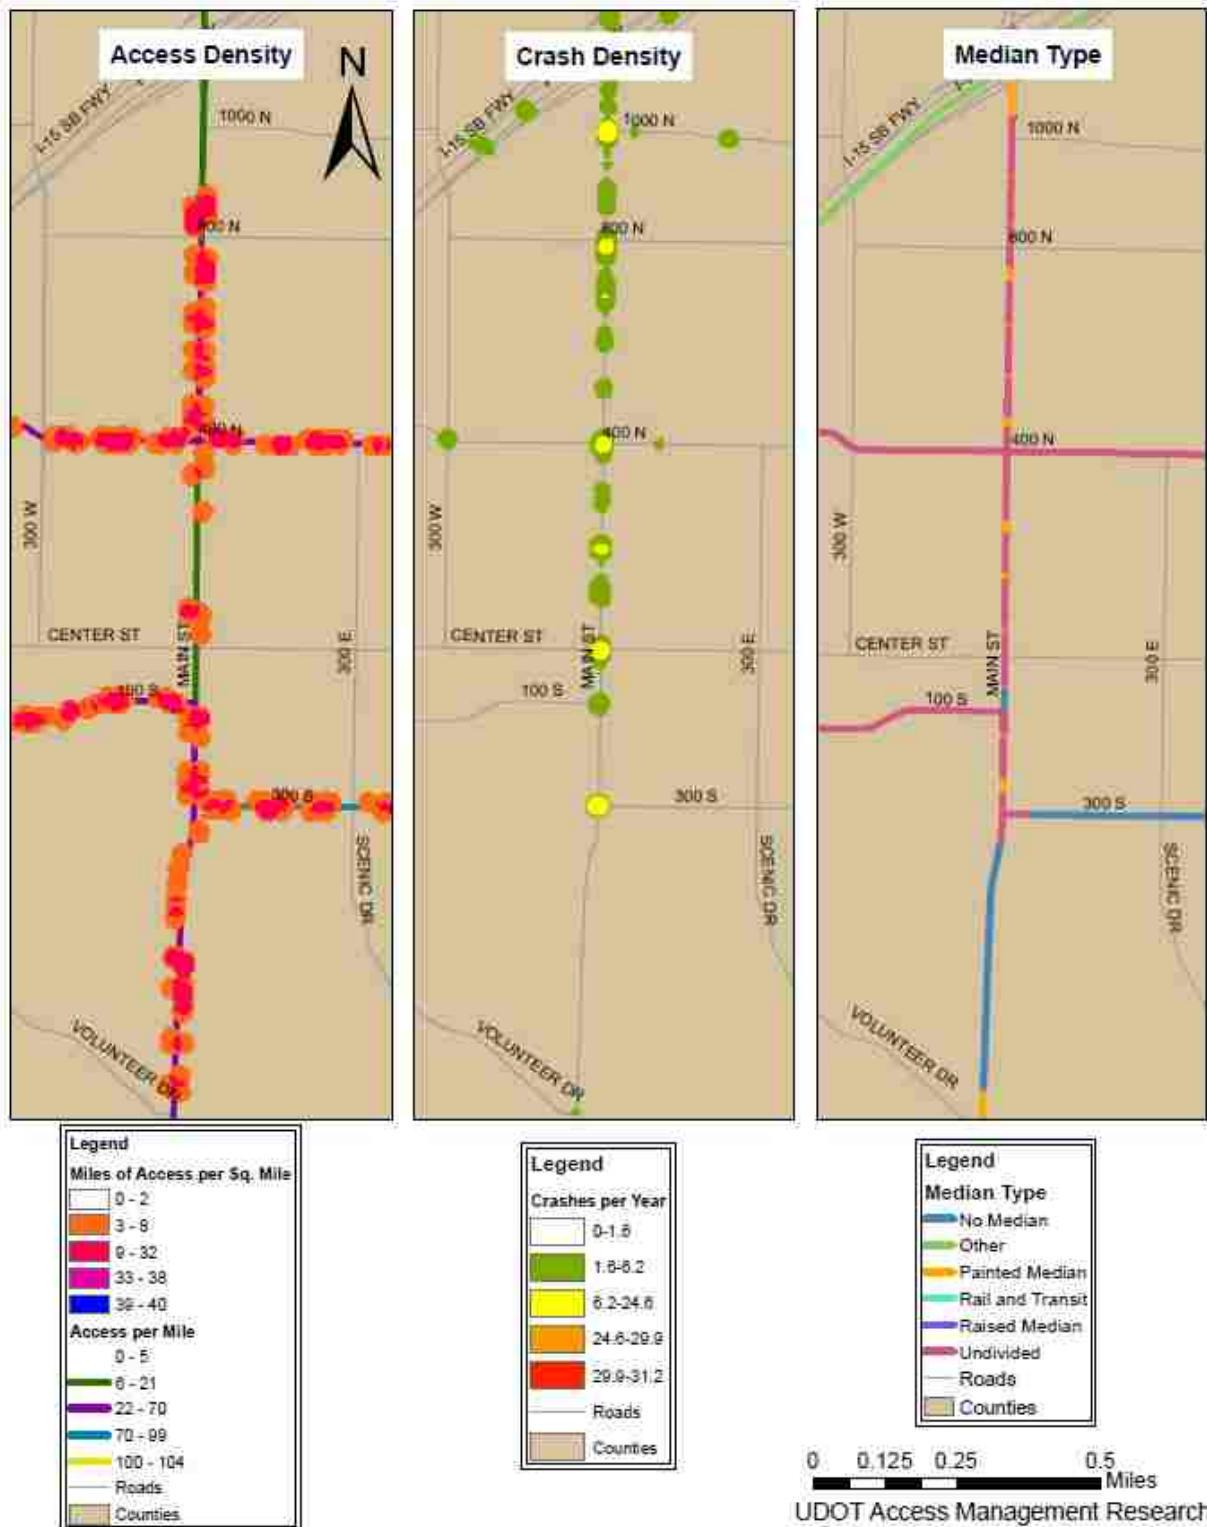 Access Density
N
I-15 SB FWY
1000 N
400 N
300 W
CENTER ST
MAIN ST
300 E
100 S
300 S
SCENIC DR
VOLUNTEER DR
Legend
Miles of Access per Sq. Mile
0 - 2
3 - 8
9 - 32
33 - 38
39 - 40
Access per Mile
0 - 5
6 - 21
22 - 70
70 - 99
100 - 104
Roads
Counties
Crash Density
I-15 SB FWY
1000 N
400 N
300 W
CENTER ST
MAIN ST
300 E
100 S
300 S
SCENIC DR
VOLUNTEER DR
Legend
Crashes per Year
1.6-6.2
6.2-24.6
24.6-29.9
29.9-31.2
Roads
Counties
Median Type
I-15 SB FWY
1000 N
400 N
300 W
CENTER ST
MAIN ST
300 E
100 S
300 S
SCENIC DR
VOLUNTEER DR
Legend
Median Type
No Median
Other
Painted Median
Rail and Transit
Raised Median
Undivided
Roads
Counties
0 0.125 0.25 0.5
Miles
UDOT Access Management Research